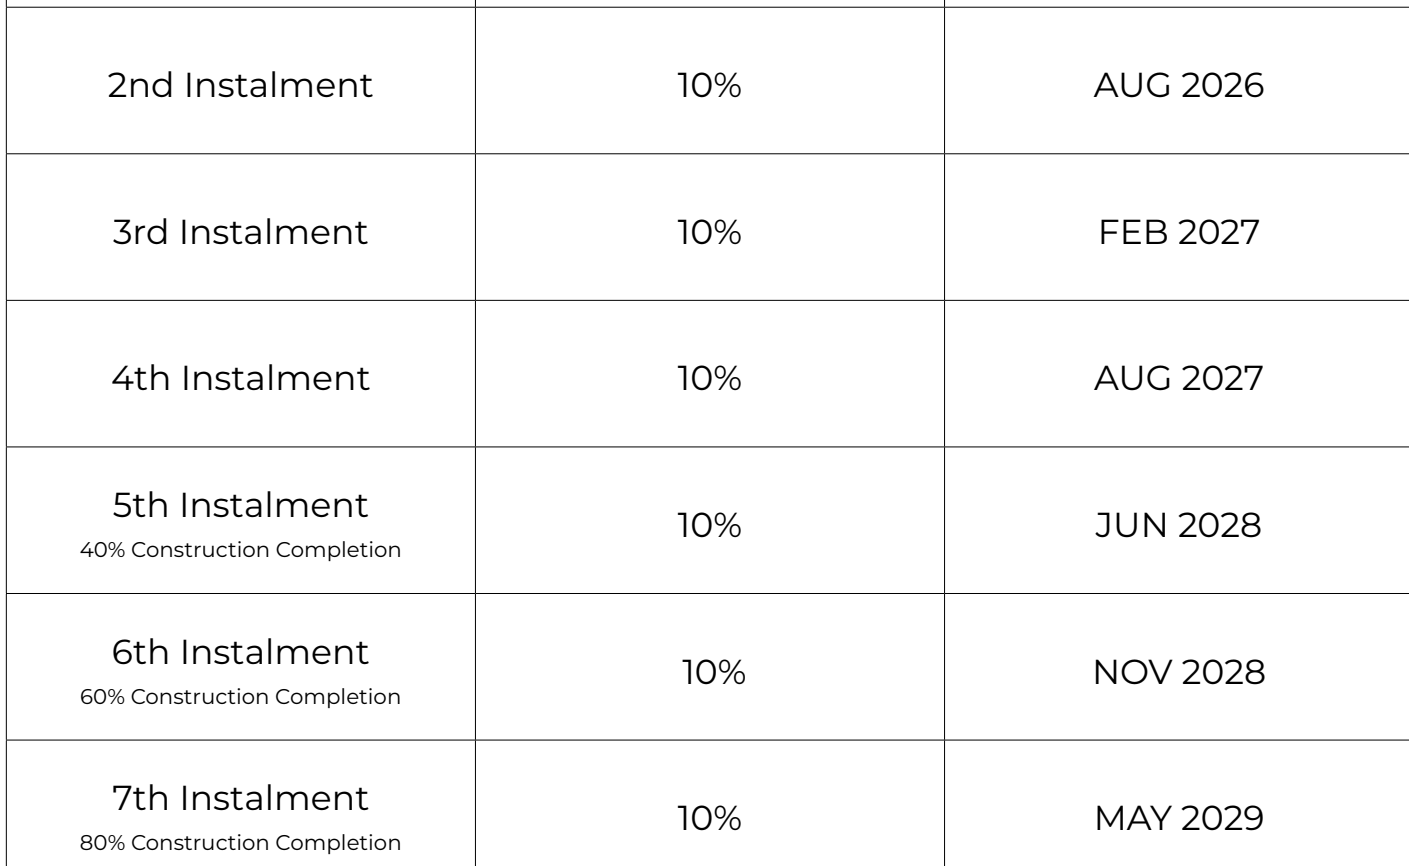 2nd Instalment 10% AUG 2026
3rd Instalment 10% FEB 2027
4th Instalment 10% AUG 2027
5th Instalment
40% Construction Completion
10% JUN 2028
6th Instalment
60% Construction Completion
10% NOV 2028
7th Instalment
80% Construction Completion
10% MAY 2029